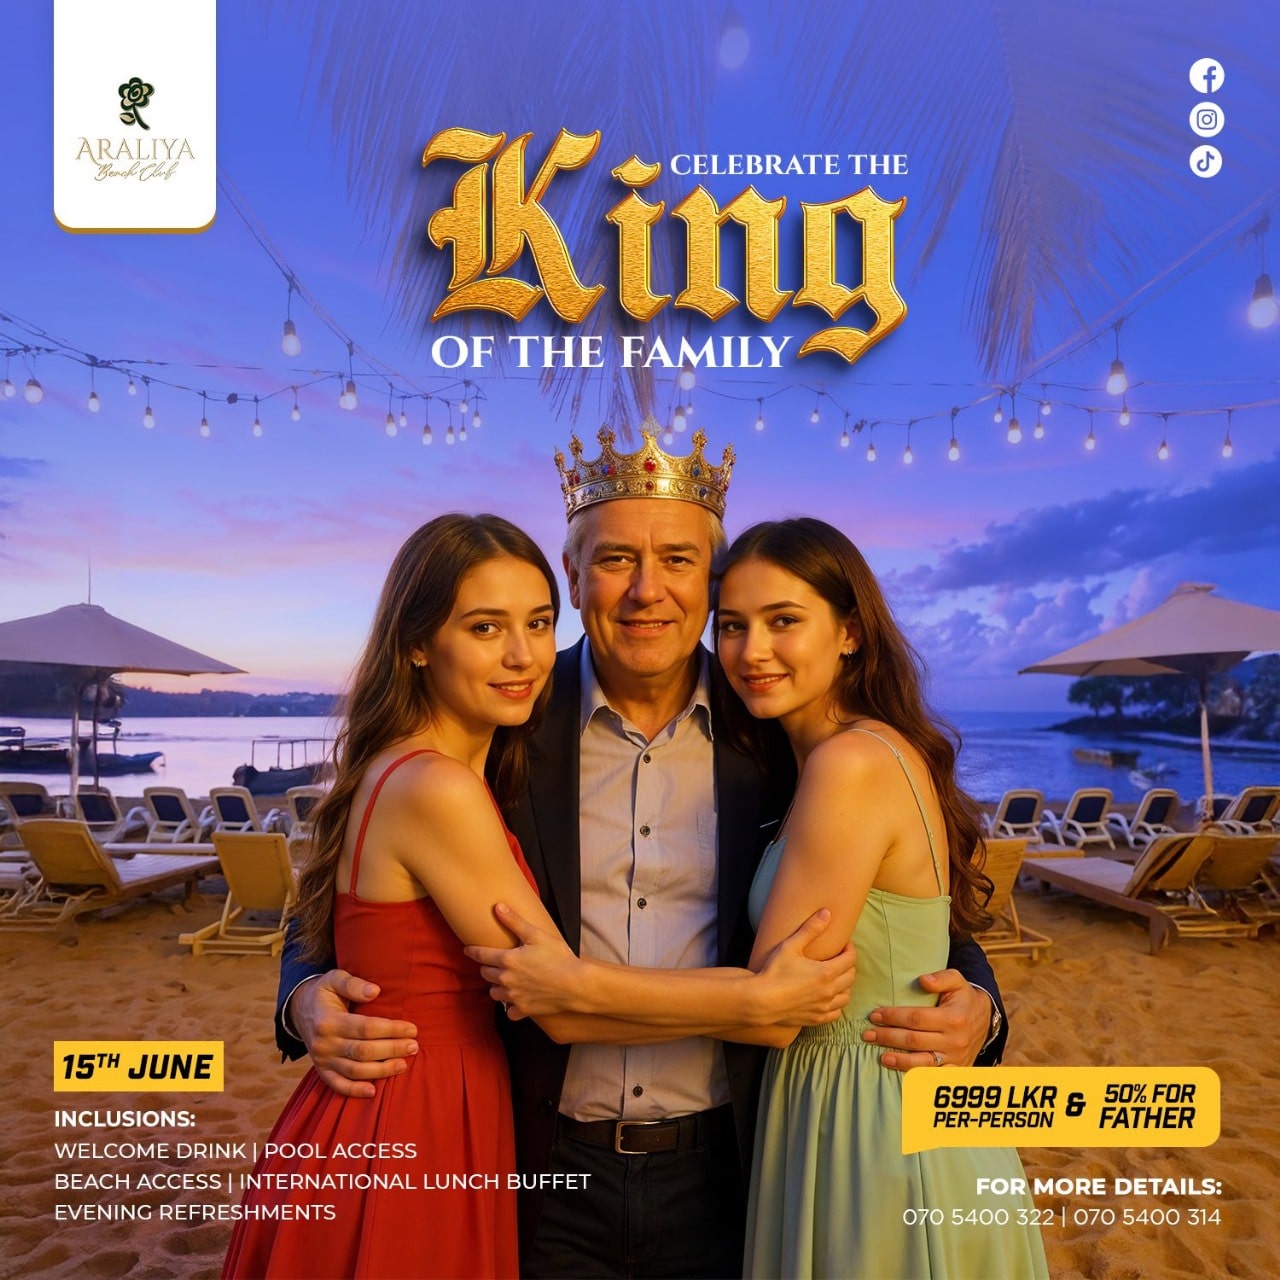 ARALIYA
Beach Club
CELEBRATE THE
King
OF THE FAMILY
15TH JUNE
INCLUSIONS:
WELCOME DRINK | POOL ACCESS
BEACH ACCESS | INTERNATIONAL LUNCH BUFFET
EVENING REFRESHMENTS
6999 LKR
PER-PERSON
&
50% FOR
FATHER
FOR MORE DETAILS:
070 5400 322 | 070 5400 314